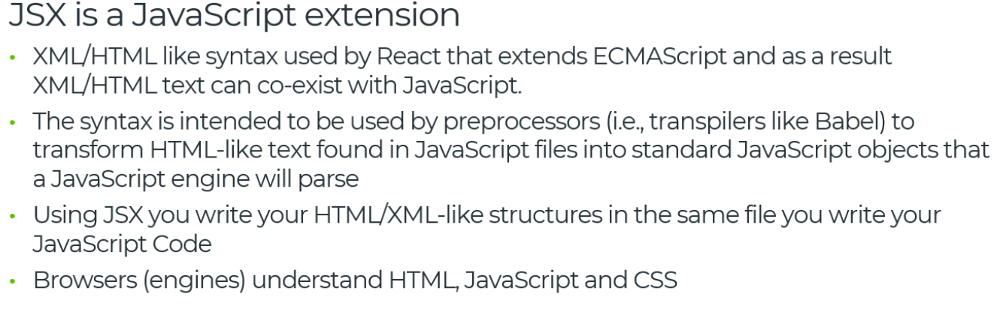 JSX is a JavaScript extension
• XML/HTML like syntax used by React that extends ECMAScript and as a result
XML/HTML text can co-exist with JavaScript.
• The syntax is intended to be used by preprocessors (i.e., transpilers like Babel) to
transform HTML-like text found in JavaScript files into standard JavaScript objects that
a JavaScript engine will parse
• Using JSX you write your HTML/XML-like structures in the same file you write your
JavaScript Code
• Browsers (engines) understand HTML, JavaScript and CSS